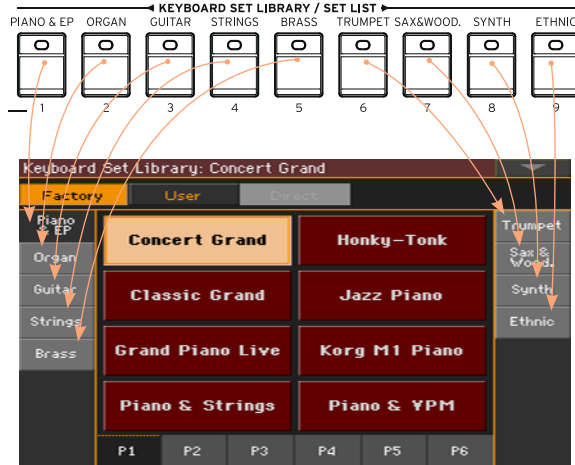 KEYBOARD SET LIBRARY / SET LIST
PIANO & EP ORGAN GUITAR STRINGS BRASS TRUMPET SAX&WOOD. SYNTH ETHNIC
1 2 3 4 5 6 7 8 9
Keyboard Set Library: Concert Grand
Factory User Direct
Piano & EP
Organ
Guitar
Strings
Brass
Concert Grand Honky-Tonk
Classic Grand Jazz Piano
Grand Piano Live Korg M1 Piano
Piano & Strings Piano & ¥PM
Trumpet
Sax & Wood.
Synth
Ethnic
P1 P2 P3 P4 P5 P6